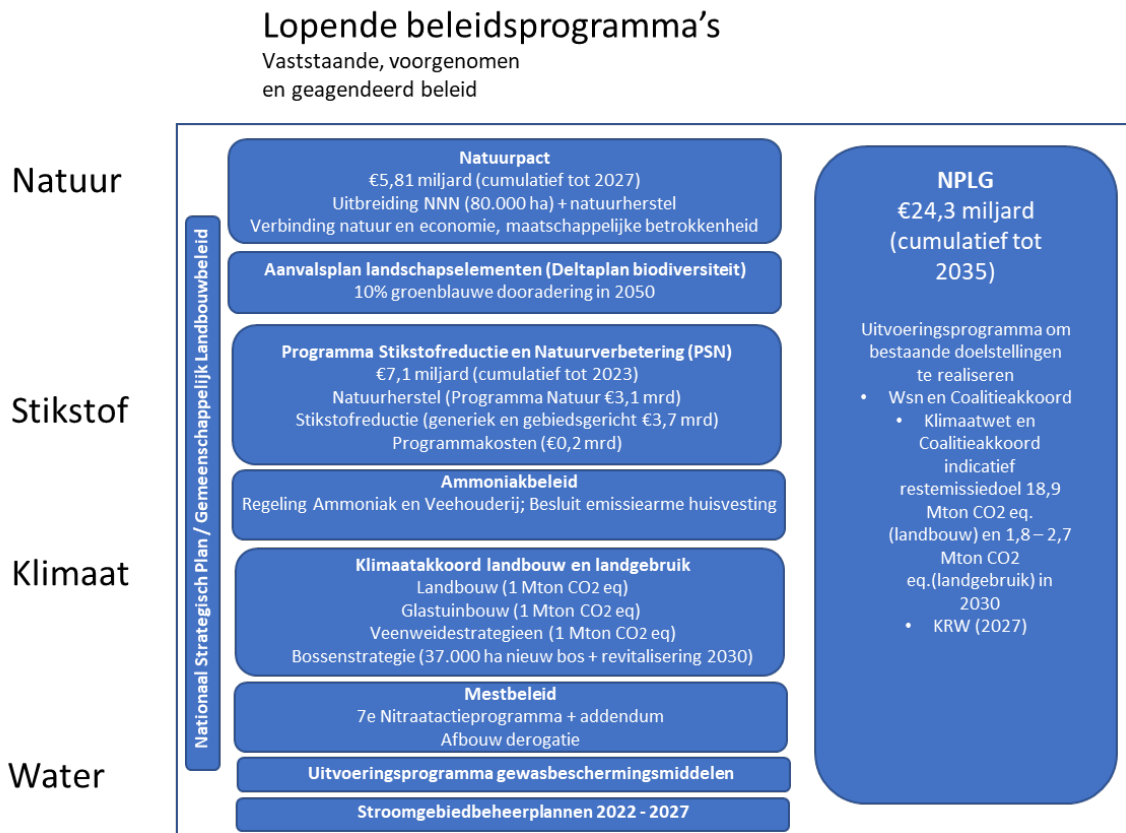 Lopende beleidsprogramma's
Vaststaande, voorgenomen
en geagendeerd beleid
Natuur
Stikstof
Klimaat
Water
Nationaal Strategisch Plan / Gemeenschappelijk Landbouwbeleid
Natuurpact
€5,81 miljard (cumulatief tot 2027)
Uitbreiding NNN (80.000 ha) + natuurherstel
Verbinding natuur en economie, maatschappelijke betrokkenheid
Aanvalsplan landschapselementen (Deltaplan biodiversiteit)
10% groenblauwe dooradering in 2050
Programma Stikstofreductie en Natuurverbetering (PSN)
€7,1 miljard (cumulatief tot 2023)
Natuurherstel (Programma Natuur €3,1 mrd)
Stikstofreductie (generiek en gebiedsgericht €3,7 mrd)
Programmakosten (€0,2 mrd)
Ammoniakbeleid
Regeling Ammoniak en Veehouderij; Besluit emissiearme huisvesting
Klimaatakkoord landbouw en landgebruik
Landbouw (1 Mton CO2 eq)
Glastuinbouw (1 Mton CO2 eq)
Veenweidestrategieen (1 Mton CO2 eq)
Bossenstrategie (37.000 ha nieuw bos + revitalisering 2030)
Mestbeleid
7e Nitraatactieprogramma + addendum
Afbouw derogatie
Uitvoeringsprogramma gewasbeschermingsmiddelen
Stroomgebiedbeheerplannen 2022 - 2027
NPLG
€24,3 miljard
(cumulatief tot
2035)
Uitvoeringsprogramma om
bestaande doelstellingen
te realiseren
• Wsn en Coalitieakkoord
• Klimaatwet en
Coalitieakkoord
indicatief
restemissiedoel 18,9
Mton CO2 eq.
(landbouw) en 1,8 – 2,7
Mton CO2
eq.(landgebruik) in
2030
• KRW (2027)